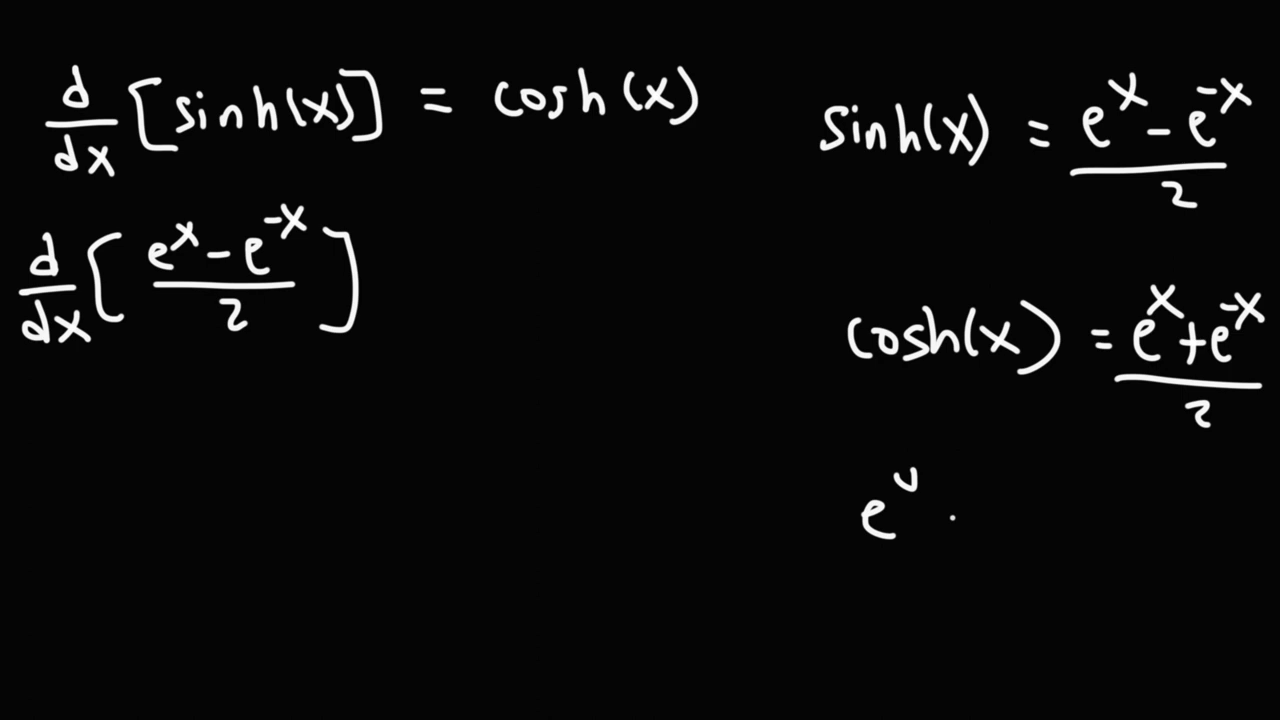 d/dx [sinh(x)] = cosh(x)
d/dx [(e^x - e^-x)/2]
sinh(x) = (e^x - e^-x)/2
cosh(x) = (e^x + e^-x)/2
e^u ·